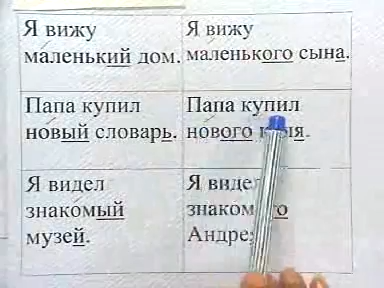 Я вижу
маленький дом.
Я вижу
маленького сына.
Папа купил
новый словарь.
Папа купил
нового
Я видел
знакомый
музей.
Я